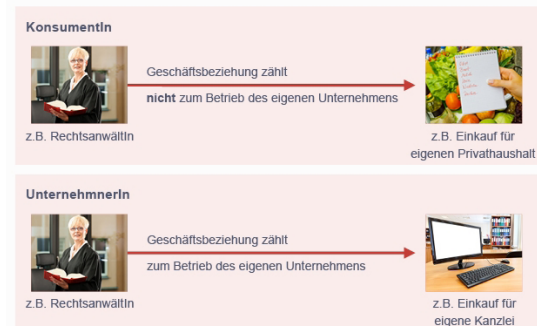 KonsumentIn
Geschäftsbeziehung zählt
nicht zum Betrieb des eigenen Unternehmens
z.B. RechtsanwältIn
z.B. Einkauf für
eigenen Privathaushalt
UnternehmnerIn
Geschäftsbeziehung zählt
zum Betrieb des eigenen Unternehmens
z.B. RechtsanwältIn
z.B. Einkauf für
eigene Kanzlei